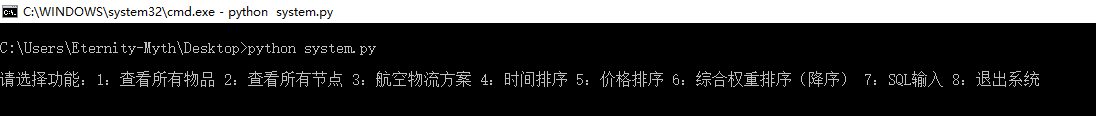 C:\WINDOWS\system32\cmd.exe - python  system.py
C:\Users\Eternity-Myth\Desktop>python system.py
请选择功能：1：查看所有物品 2：查看所有节点 3：航空物流方案 4：时间排序 5：价格排序 6：综合权重排序（降序） 7：SQL输入 8：退出系统